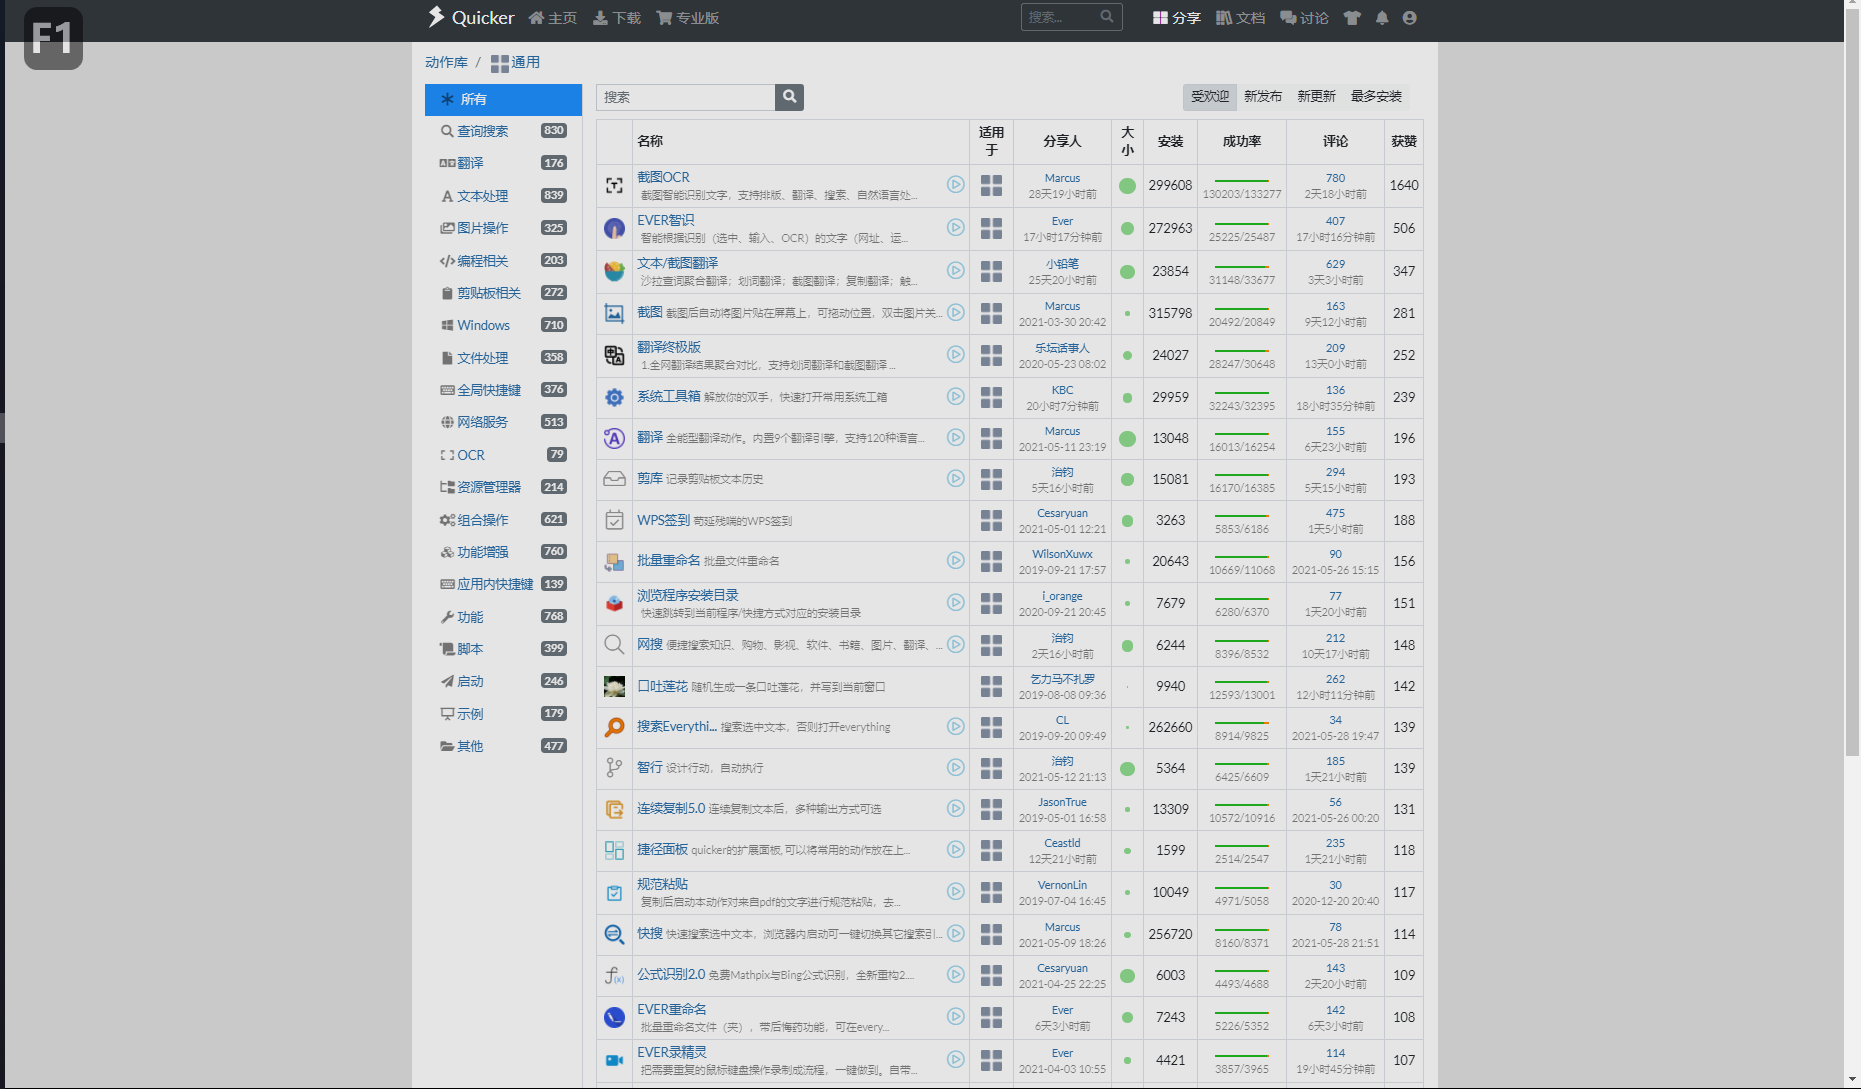 F1
Quicker 主页 下载 专业版 搜索... 分享 文档 讨论
动作库 / 通用
所有
查询搜索 830
翻译 176
文本处理 839
图片操作 325
编程相关 203
剪贴板相关 272
Windows 710
文件处理 358
全局快捷键 376
网络服务 513
OCR 79
资源管理器 214
组合操作 621
功能增强 760
应用内快捷键 139
功能 768
脚本 399
启动 246
示例 179
其他 477
搜索
受欢迎 新发布 新更新 最多安装
名称 适用于 分享人 大小 安装 成功率 评论 获赞
截图OCR Marcus 299608 780 1640
截图智能识别文字，支持排版、翻译、搜索、自然语言处... 28天19小时前 130203/133277 2天18小时前
EVER智识 Ever 272963 407 506
智能根据识别（选中、输入、OCR）的文字（网址、运... 17小时17分钟前 25225/25487 17小时16分钟前
文本/截图翻译 小铅笔 23854 629 347
沙拉查词聚合翻译；划词翻译；截图翻译；复制翻译；触... 25天20小时前 31148/33677 3天3小时前
截图 截图后自动将图片贴在屏幕上，可拖动位置，双击图片关... Marcus 315798 163 281
2021-03-30 20:42 20492/20849 9天12小时前
翻译终极版 乐坛话事人 24027 209 252
1.全网翻译结果聚合对比，支持划词翻译和截图翻译 ... 2020-05-23 08:02 28247/30648 13天0小时前
系统工具箱 解放你的双手，快速打开常用系统工箱 KBC 29959 136 239
20小时7分钟前 32243/32395 18小时35分钟前
翻译 全能型翻译动作。内置9个翻译引擎，支持120种语言... Marcus 13048 155 196
2021-05-11 23:19 16013/16254 6天23小时前
剪库 记录剪贴板文本历史 治钧 15081 294 193
5天16小时前 16170/16385 5天15小时前
WPS签到 苟延残喘的WPS签到 Cesaryuan 3263 475 188
2021-05-01 12:21 5853/6186 1天5小时前
批量重命名 批量文件重命名 WilsonXuwx 20643 90 156
2019-09-21 17:57 10669/11068 2021-05-26 15:15
浏览程序安装目录 i_orange 7679 77 151
快速跳转到当前程序/快捷方式对应的安装目录 2020-09-21 20:45 6280/6370 1天20小时前
网搜 便捷搜索知识、购物、影视、软件、书籍、图片、翻译、... 治钧 6244 212 148
2天16小时前 8396/8532 10天17小时前
口吐莲花 随机生成一条口吐莲花，并写到当前窗口 乞力马不扎罗 9940 262 142
2019-08-08 09:36 12593/13001 12小时11分钟前
搜索Everythi... 搜索选中文本，否则打开everything CL 262660 34 139
2019-09-20 09:49 8914/9825 2021-05-28 19:47
智行 设计行动，自动执行 治钧 5364 185 139
2021-05-12 21:13 6425/6609 1天21小时前
连续复制5.0 连续复制文本后，多种输出方式可选 JasonTrue 13309 56 131
2019-05-01 16:58 10572/10916 2021-05-26 00:20
捷径面板 quicker的扩展面板,可以将常用的动作放在上... Ceastld 1599 235 118
12天21小时前 2514/2547 1天21小时前
规范粘贴 VernonLin 10049 30 117
复制后启动本动作对来自pdf的文字进行规范粘贴，去... 2019-07-04 16:45 4971/5058 2020-12-20 20:40
快搜 快速搜索选中文本，浏览器内启动可一键切换其它搜索引... Marcus 256720 78 114
2021-05-09 18:26 8160/8371 2021-05-28 21:51
公式识别2.0 免费Mathpix与Bing公式识别，全新重构2.... Cesaryuan 6003 143 109
2021-04-25 22:25 4493/4688 2天20小时前
EVER重命名 Ever 7243 142 108
批量重命名文件（夹），带后悔药功能，可在every... 6天3小时前 5226/5352 6天3小时前
EVER录精灵 Ever 4421 114 107
把需要重复的鼠标键盘操作录制成流程，一键做到。自带... 2021-04-03 10:55 3857/3965 19小时45分钟前